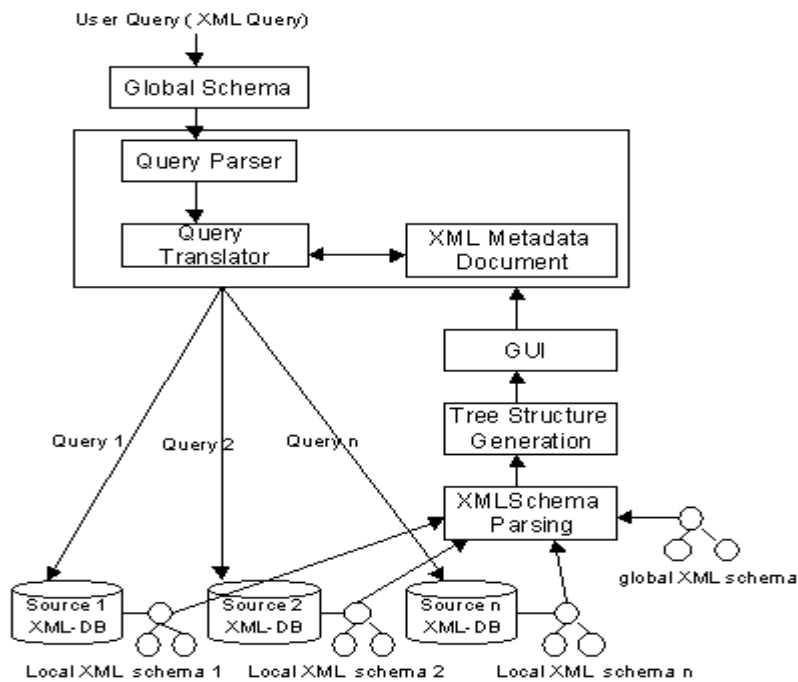 User Query ( XML Query)
Global Schema
Query Parser
Query
Translator
XML Metadata
Document
GUI
Tree Structure
Generation
Query 1
Query 2
Query n
XMLSchema
Parsing
global XML schema
Source 1
XML-DB
Source 2
XML-DB
Source n
XML-DB
Local XML schema 1
Local XML schema 2
Local XML schema n